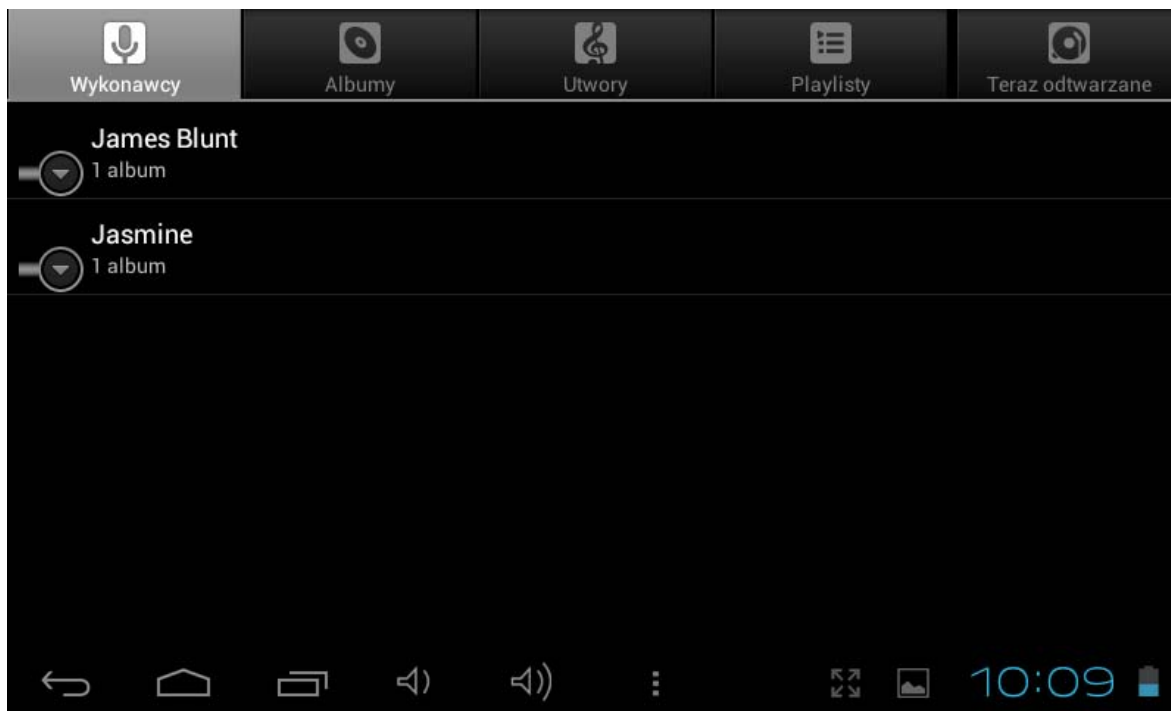 Wykonawcy
Albumy
Utwory
Playlisty
Teraz odtwarzane
James Blunt
1 album
Jasmine
1 album
10:09